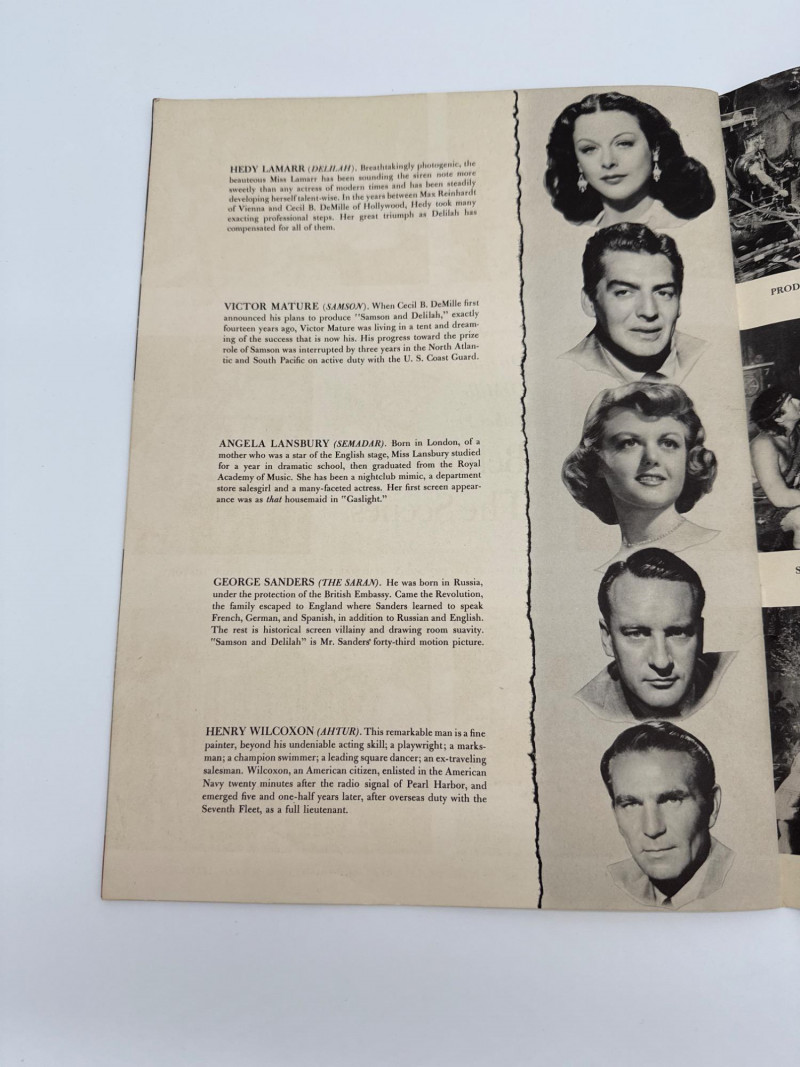 HEDY LAMARR (DELILAH). Breathtakingly photogenic, the
beauteous Miss Lamarr has been sounding the siren note more
sweetly than any actress of modern times and has been steadily
developing herself talent-wise. In the years between Max Reinhardt
of Vienna and Cecil B. DeMille of Hollywood, Hedy took many
exacting professional steps. Her great triumph as Delilah has
compensated for all of them.
VICTOR MATURE (SAMSON). When Cecil B. DeMille first
announced his plans to produce "Samson and Delilah," exactly
fourteen years ago, Victor Mature was living in a tent and dream-
ing of the success that is now his. His progress toward the prize
role of Samson was interrupted by three years in the North Atlan-
tic and South Pacific on active duty with the U. S. Coast Guard.
ANGELA LANSBURY (SEMADAR). Born in London, of a
mother who was a star of the English stage, Miss Lansbury studied
for a year in dramatic school, then graduated from the Royal
Academy of Music. She has been a nightclub mimic, a department
store salesgirl and a many-faceted actress. Her first screen appear-
ance was as that housemaid in "Gaslight."
GEORGE SANDERS (THE SARAN). He was born in Russia,
under the protection of the British Embassy. Came the Revolution,
the family escaped to England where Sanders learned to speak
French, German, and Spanish, in addition to Russian and English.
The rest is historical screen villainy and drawing room suavity.
"Samson and Delilah" is Mr. Sanders' forty-third motion picture.
HENRY WILCOXON (AHTUR). This remarkable man is a fine
painter, beyond his undeniable acting skill; a playwright; a marks-
man; a champion swimmer; a leading square dancer; an ex-traveling
salesman. Wilcoxon, an American citizen, enlisted in the American
Navy twenty minutes after the radio signal of Pearl Harbor, and
emerged five and one-half years later, after overseas duty with the
Seventh Fleet, as a full lieutenant.
PROD
S